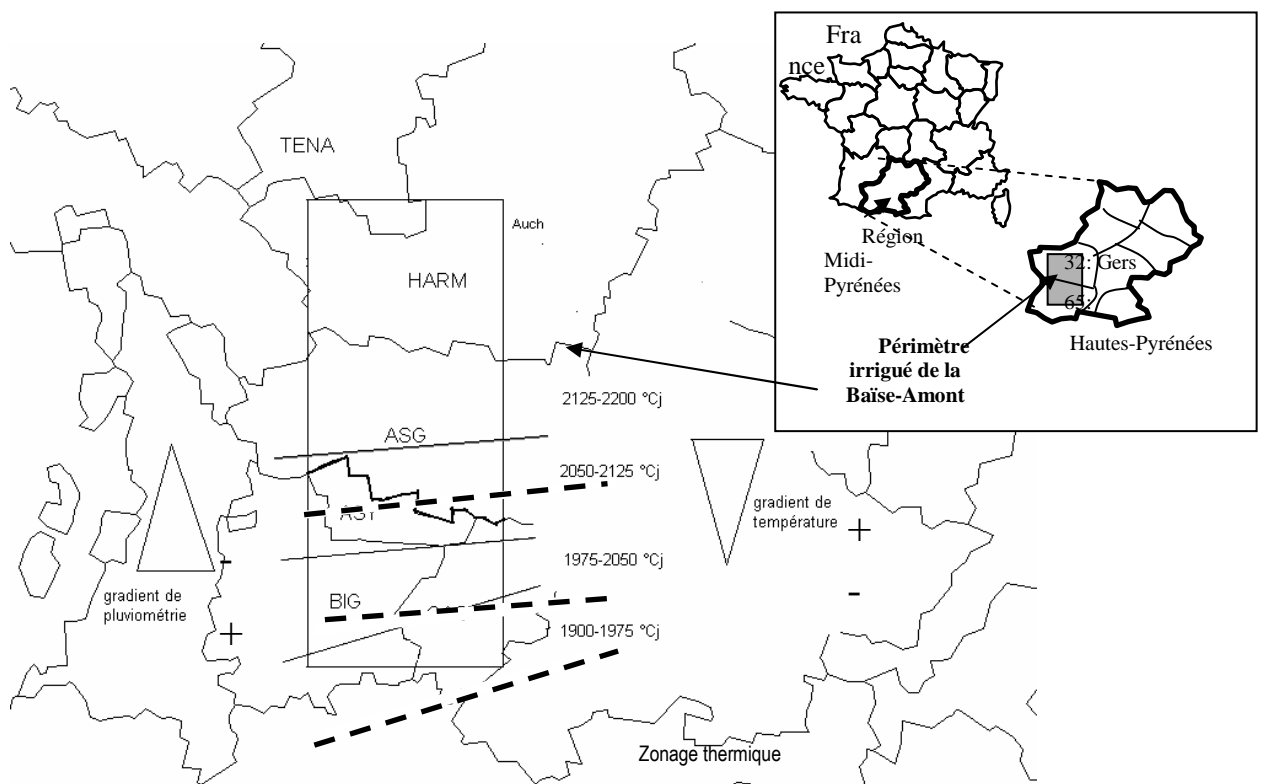 Fra
nce
Région
Midi-
Pyrénées
32: Gers
65:
Hautes-Pyrénées
Périmètre
irrigué de la
Baïse-Amont
TENA
Auch
HARM
2125-2200 °Cj
ASG
2050-2125 °Cj
gradient de
température
+
-
ASY
1975-2050 °Cj
-
gradient de
pluviométrie
+
BIG
1900-1975 °Cj
Zonage thermique